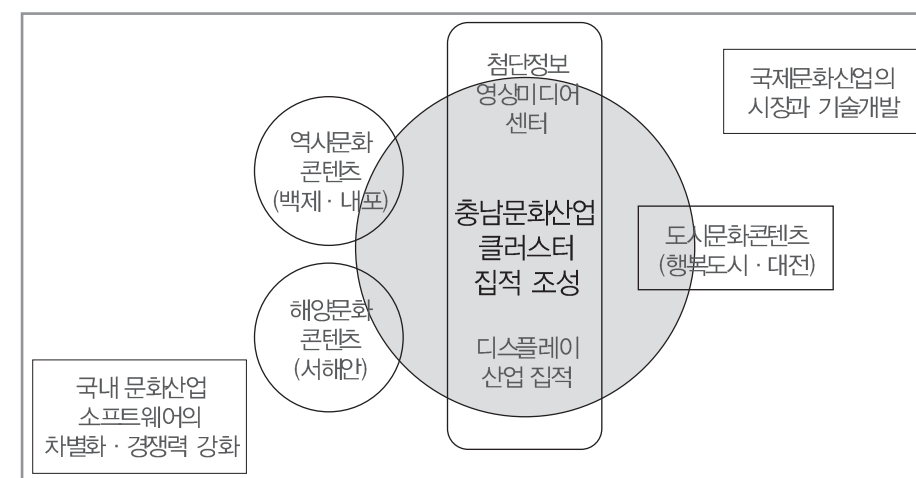 첨단정보
영상미디어
센터
국제문화산업의
시장과 기술개발
역사문화
콘텐츠
(백제 · 내포)
충남문화산업
클러스터
집적 조성
도시문화콘텐츠
(행복도시 · 대전)
해양문화
콘텐츠
(서해안)
디스플레이
산업 집적
국내 문화산업
소프트웨어의
차별화 · 경쟁력 강화